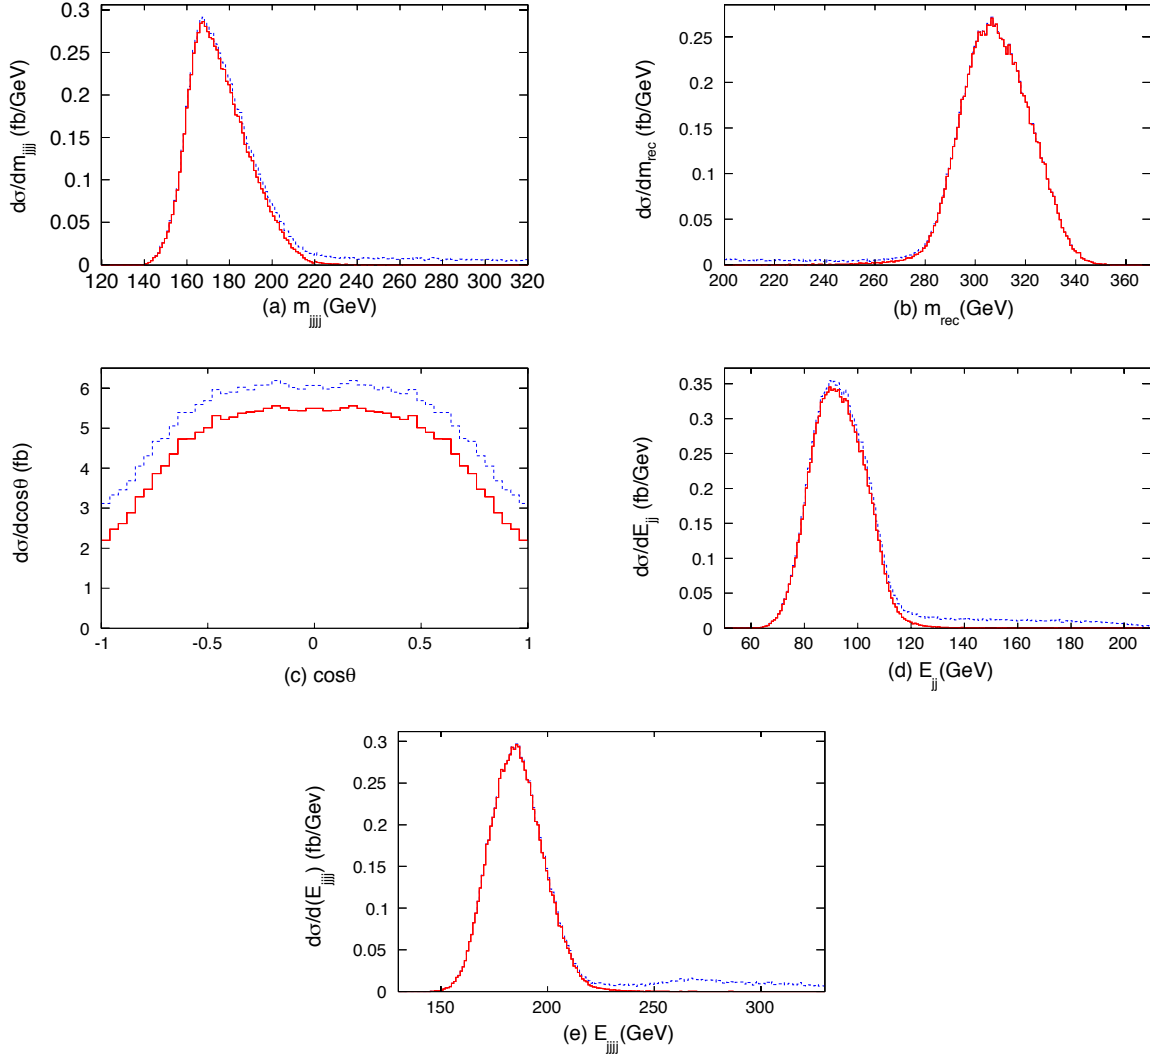 dσ/dm_jjjj (fb/GeV)
0.3
0.25
0.2
0.15
0.1
0.05
0
120 140 160 180 200 220 240 260 280 300 320
(a) m_jjjj(GeV)
dσ/dm_rec (fb/GeV)
0.25
0.2
0.15
0.1
0.05
0
200 220 240 260 280 300 320 340 360
(b) m_rec(GeV)
dσ/dcosθ (fb)
6
5
4
3
2
1
0
-1 -0.5 0 0.5 1
(c) cosθ
dσ/dE_jj (fb/Gev)
0.35
0.3
0.25
0.2
0.15
0.1
0.05
0
60 80 100 120 140 160 180 200
(d) E_jj(GeV)
dσ/d(E_jjjj) (fb/Gev)
0.3
0.25
0.2
0.15
0.1
0.05
0
150 200 250 300
(e) E_jjjj(GeV)